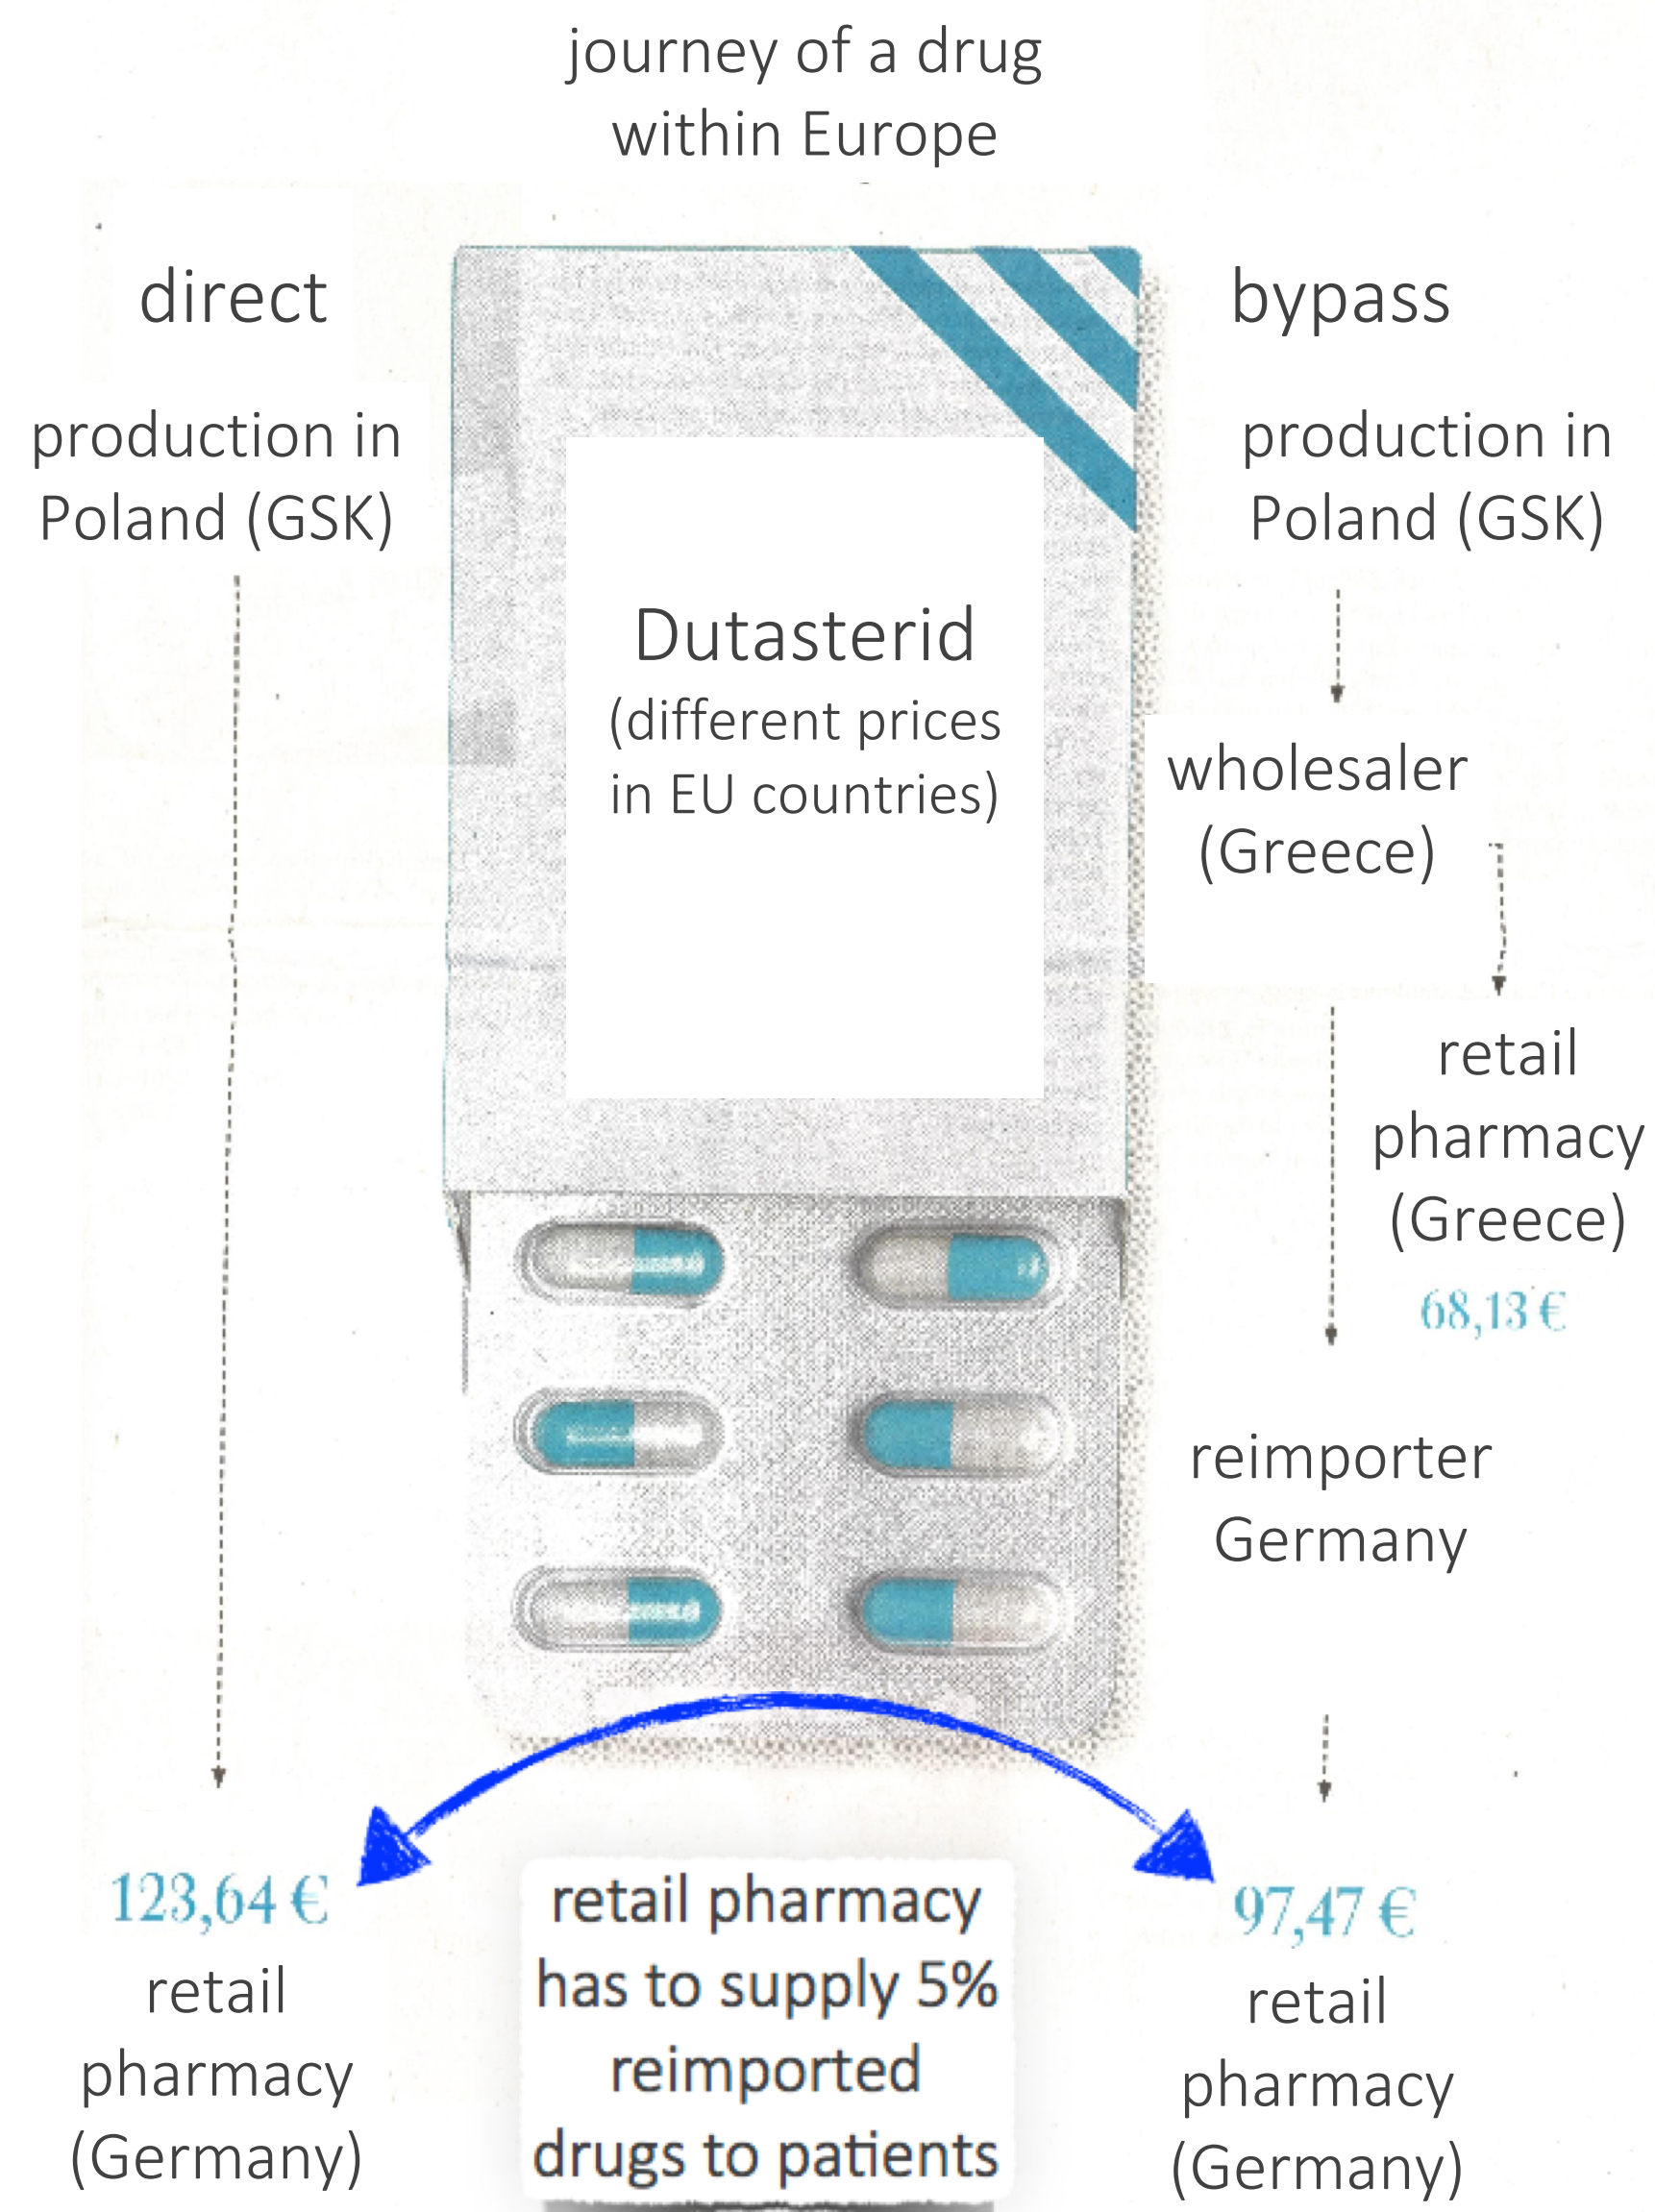 journey of a drug
within Europe
direct
production in
Poland (GSK)
123,64 €
retail
pharmacy
(Germany)
Dutasterid
(different prices
in EU countries)
retail pharmacy
has to supply 5%
reimported
drugs to patients
bypass
production in
Poland (GSK)
wholesaler
(Greece)
retail
pharmacy
(Greece)
68,13 €
reimporter
Germany
97,47 €
retail
pharmacy
(Germany)